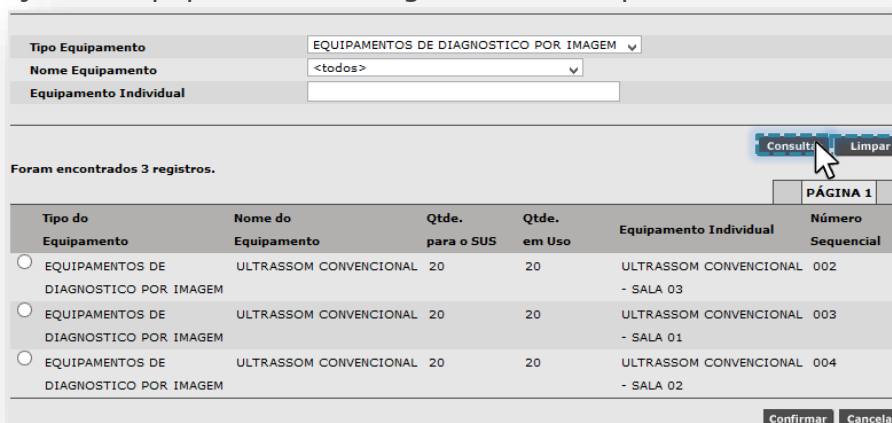 Tipo Equipamento EQUIPAMENTOS DE DIAGNOSTICO POR IMAGEM
Nome Equipamento <todos>
Equipamento Individual
Limpar
Foram encontrados 3 registros.
PÁGINA 1
Tipo do Nome do Qtde. Qtde. Equipamento Individual Número
Equipamento Equipamento para o SUS em Uso Sequencial
EQUIPAMENTOS DE ULTRASSOM CONVENCIONAL 20 20 ULTRASSOM CONVENCIONAL 002
DIAGNOSTICO POR IMAGEM - SALA 03
EQUIPAMENTOS DE ULTRASSOM CONVENCIONAL 20 20 ULTRASSOM CONVENCIONAL 003
DIAGNOSTICO POR IMAGEM - SALA 01
EQUIPAMENTOS DE ULTRASSOM CONVENCIONAL 20 20 ULTRASSOM CONVENCIONAL 004
DIAGNOSTICO POR IMAGEM - SALA 02
Confirmar Cancela